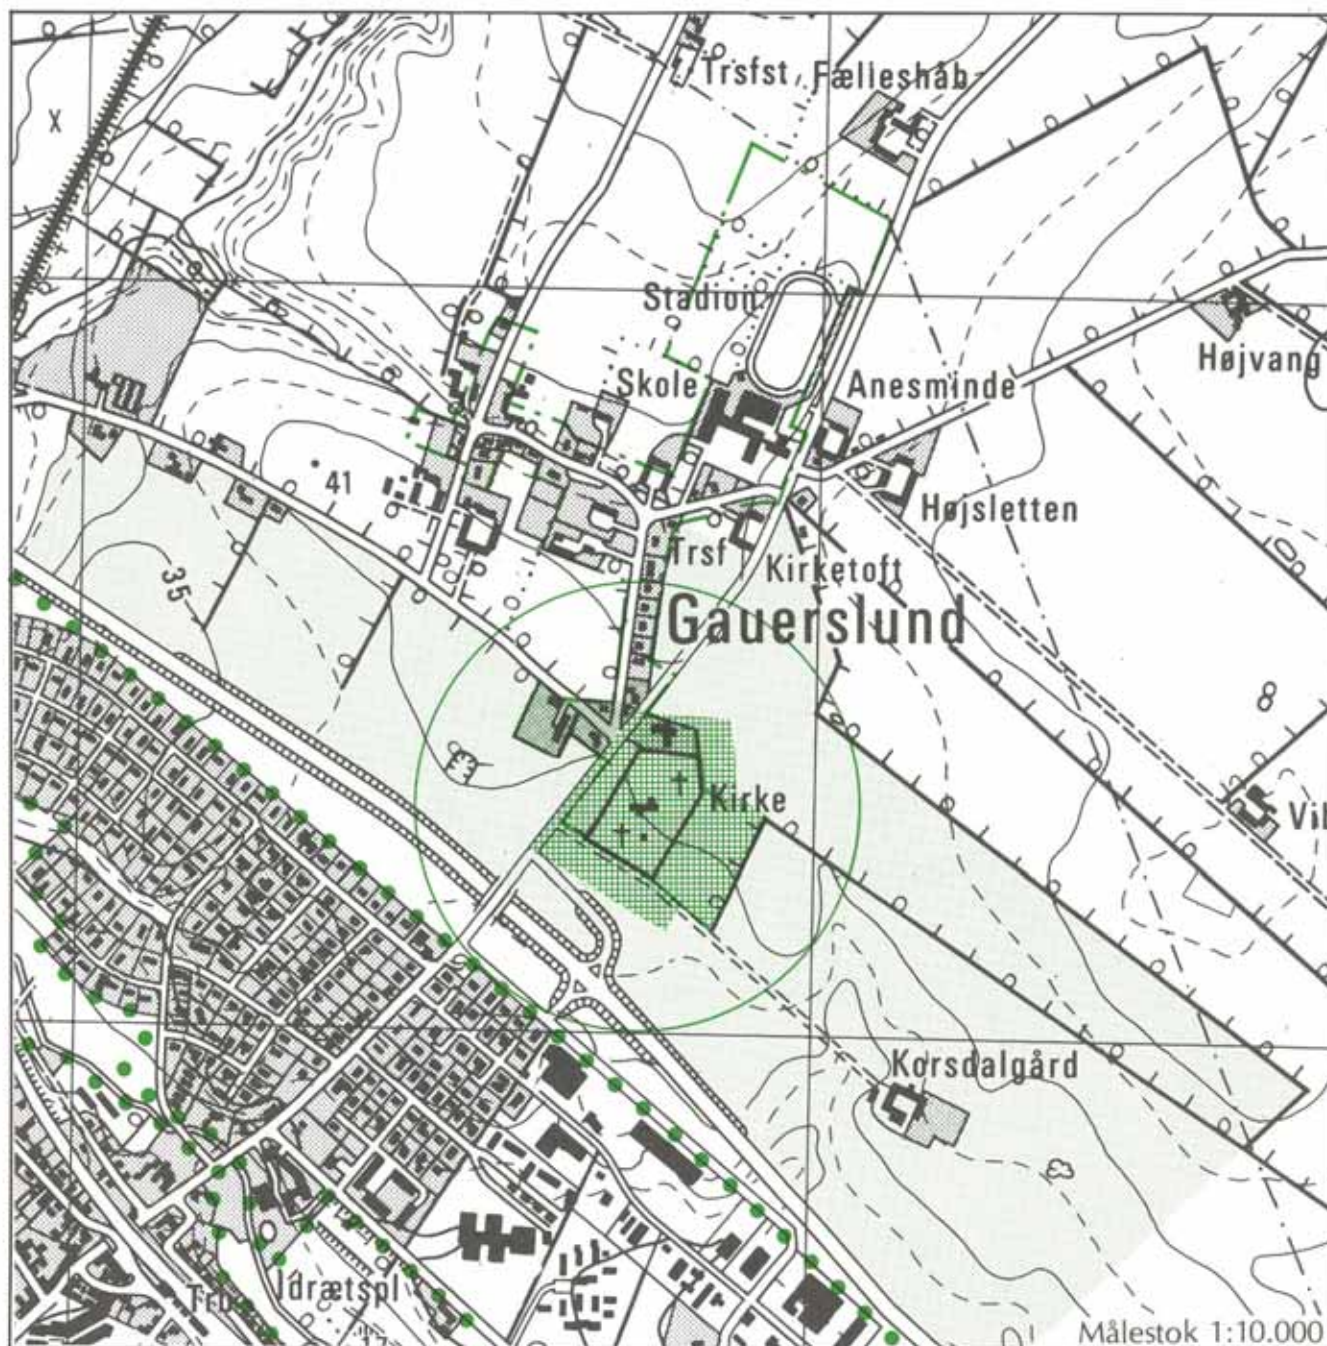 Trsfst
Fælleshåb
X
Stadion
Højvang
Skole
Anesminde
41
Højsletten
Trsf
Kirketoft
35
Gauerslund
8
Kirke
Korsdalgård
Idrætspl
Målestok 1:10.000